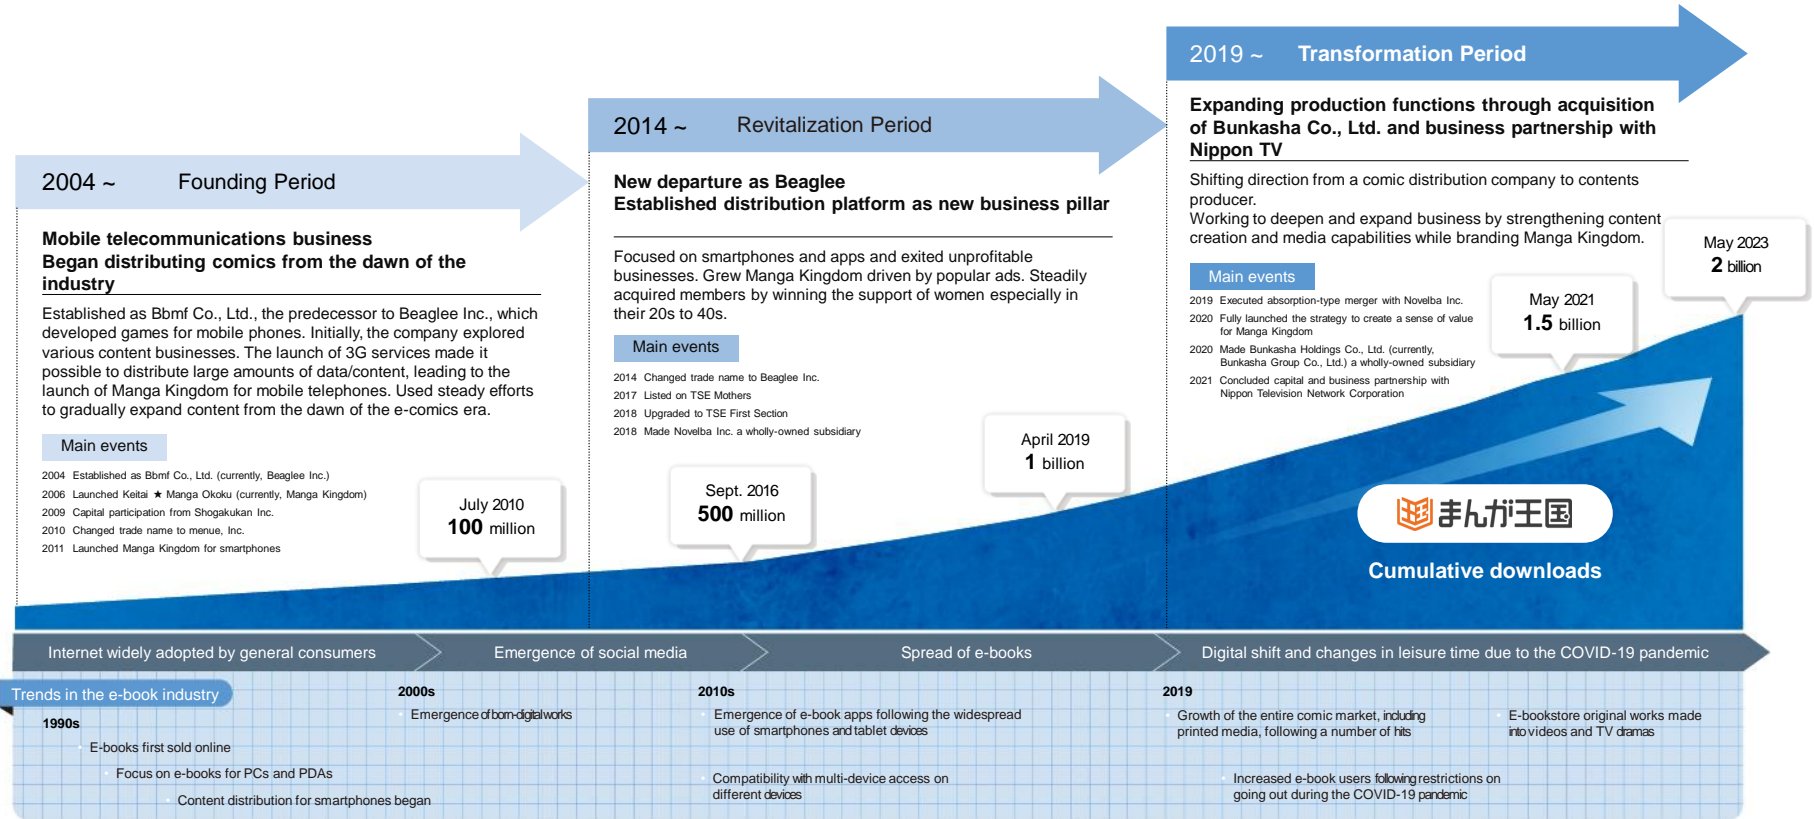 2004 ~ Founding Period
Mobile telecommunications business
Began distributing comics from the dawn of the
industry
Established as Bbmf Co., Ltd., the predecessor to Beaglee Inc., which
developed games for mobile phones. Initially, the company explored
various content businesses. The launch of 3G services made it
possible to distribute large amounts of data/content, leading to the
launch of Manga Kingdom for mobile telephones. Used steady efforts
to gradually expand content from the dawn of the e-comics era.
Main events
2004 Established as Bbmf Co., Ltd. (currently, Beaglee Inc.)
2006 Launched Keitai ★ Manga Okoku (currently, Manga Kingdom)
2009 Capital participation from Shogakukan Inc.
2010 Changed trade name to menue, Inc.
2011 Launched Manga Kingdom for smartphones
July 2010
100 million
2014 ~ Revitalization Period
New departure as Beaglee
Established distribution platform as new business pillar
Focused on smartphones and apps and exited unprofitable
businesses. Grew Manga Kingdom driven by popular ads. Steadily
acquired members by winning the support of women especially in
their 20s to 40s.
Main events
2014 Changed trade name to Beaglee Inc.
2017 Listed on TSE Mothers
2018 Upgraded to TSE First Section
2018 Made Novelba Inc. a wholly-owned subsidiary
Sept. 2016
500 million
April 2019
1 billion
2019 ~ Transformation Period
Expanding production functions through acquisition
of Bunkasha Co., Ltd. and business partnership with
Nippon TV
Shifting direction from a comic distribution company to contents
producer.
Working to deepen and expand business by strengthening content
creation and media capabilities while branding Manga Kingdom.
Main events
2019 Executed absorption-type merger with Novelba Inc.
2020 Fully launched the strategy to create a sense of value
for Manga Kingdom
2020 Made Bunkasha Holdings Co., Ltd. (currently,
Bunkasha Group Co., Ltd.) a wholly-owned subsidiary
2021 Concluded capital and business partnership with
Nippon Television Network Corporation
May 2021
1.5 billion
May 2023
2 billion
まんが王国
Cumulative downloads
Internet widely adopted by general consumers
Emergence of social media
Spread of e-books
Digital shift and changes in leisure time due to the COVID-19 pandemic
Trends in the e-book industry
1990s
E-books first sold online
Focus on e-books for PCs and PDAs
Content distribution for smartphones began
2000s
Emergence of born-digital works
2010s
Emergence of e-book apps following the widespread
use of smartphones and tablet devices
Compatibility with multi-device access on
different devices
2019
Growth of the entire comic market, including
printed media, following a number of hits
E-bookstore original works made
into videos and TV dramas
Increased e-book users following restrictions on
going out during the COVID-19 pandemic